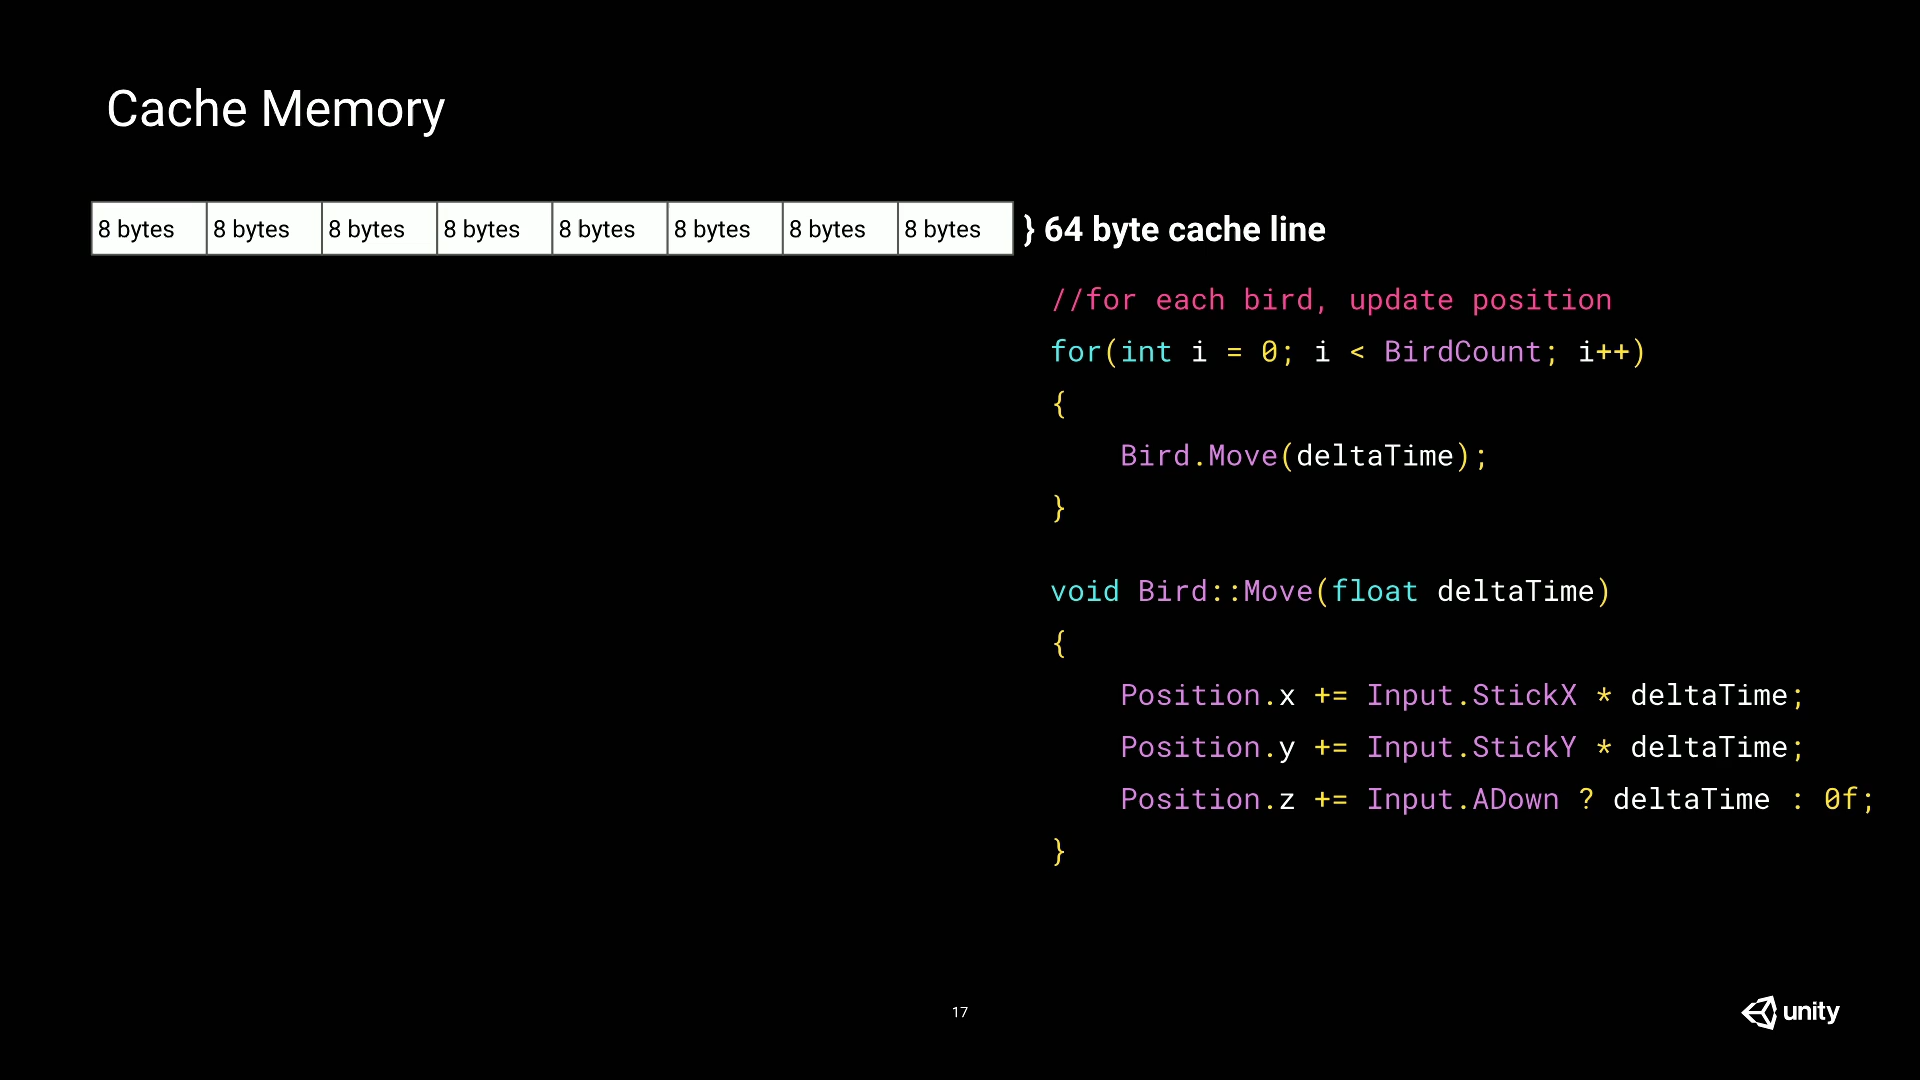 Cache Memory
8 bytes 8 bytes 8 bytes 8 bytes 8 bytes 8 bytes 8 bytes 8 bytes } 64 byte cache line
//for each bird, update position
for(int i = 0; i < BirdCount; i++)
{
    Bird.Move(deltaTime);
}
void Bird::Move(float deltaTime)
{
    Position.x += Input.StickX * deltaTime;
    Position.y += Input.StickY * deltaTime;
    Position.z += Input.ADown ? deltaTime : 0f;
}
17
unity